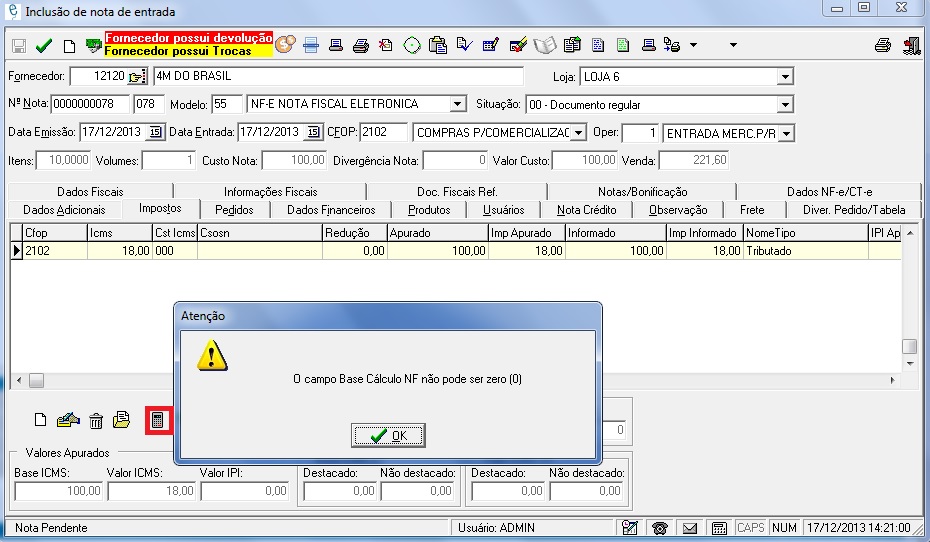 Inclusão de nota de entrada
Fornecedor possui devolução
Fornecedor possui Trocas
Fornecedor: 12120 4M DO BRASIL Loja: LOJA 6
Nº Nota: 0000000078 078 Modelo: 55 NF-E NOTA FISCAL ELETRONICA Situação: 00 - Documento regular
Data Emissão: 17/12/2013 15 Data Entrada: 17/12/2013 15 CFOP: 2102 COMPRAS P/COMERCIALIZAC Oper: 1 ENTRADA MERC.P/R
Itens: 10,0000 Volumes: 1 Custo Nota: 100,00 Divergência Nota: 0 Valor Custo: 100,00 Venda: 221,60
Dados Fiscais Informações Fiscais Doc. Fiscais Ref. Notas/Bonificação Dados NF-e/CT-e
Dados Adicionais Impostos Pedidos Dados Financeiros Produtos Usuários Nota Crédito Observação Frete Diver. Pedido/Tabela
Cfop Icms Cst Icms Csosn Redução Apurado Imp Apurado Informado Imp Informado NomeTipo IPI Ap
2102 18,00 000 0,00 100,00 18,00 100,00 18,00 Tributado
Atenção
O campo Base Cálculo NF não pode ser zero (0)
OK
0
Valores Apurados
Base ICMS: Valor ICMS: Valor IPI: Destacado: Não destacado: Destacado: Não destacado:
100,00 18,00 0,00 0,00 0,00 0,00 0,00
Nota Pendente Usuário: ADMIN CAPS NUM 17/12/2013 14:21:00